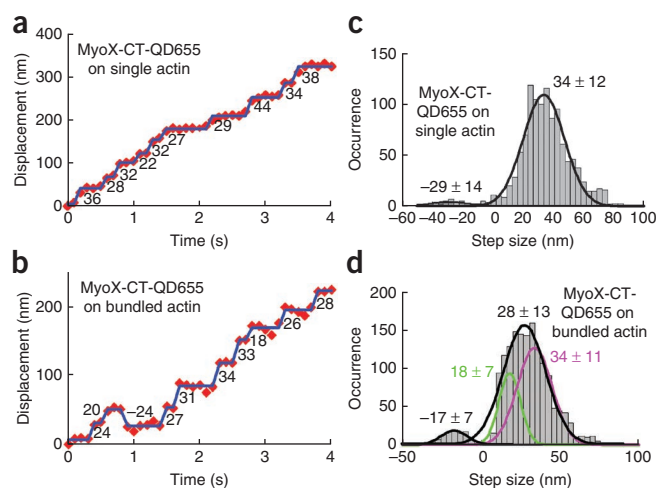 a
MyoX-CT-QD655
on single actin
Displacement (nm)
400
300
200
100
0
36
28
32
22
32
27
29
44
34
38
0
1
2
3
4
Time (s)
b
MyoX-CT-QD655
on bundled actin
Displacement (nm)
200
100
0
20
24
–24
27
31
34
33
18
26
28
0
1
2
3
4
Time (s)
c
Occurrence
150
100
50
0
MyoX-CT-
QD655 on
single actin
34 ± 12
–29 ± 14
–60
–40
–20
0
20
40
60
80
100
Step size (nm)
d
Occurrence
200
150
100
50
0
28 ± 13
MyoX-CT-
QD655 on
bundled actin
18 ± 7
34 ± 11
–17 ± 7
–50
0
50
100
Step size (nm)